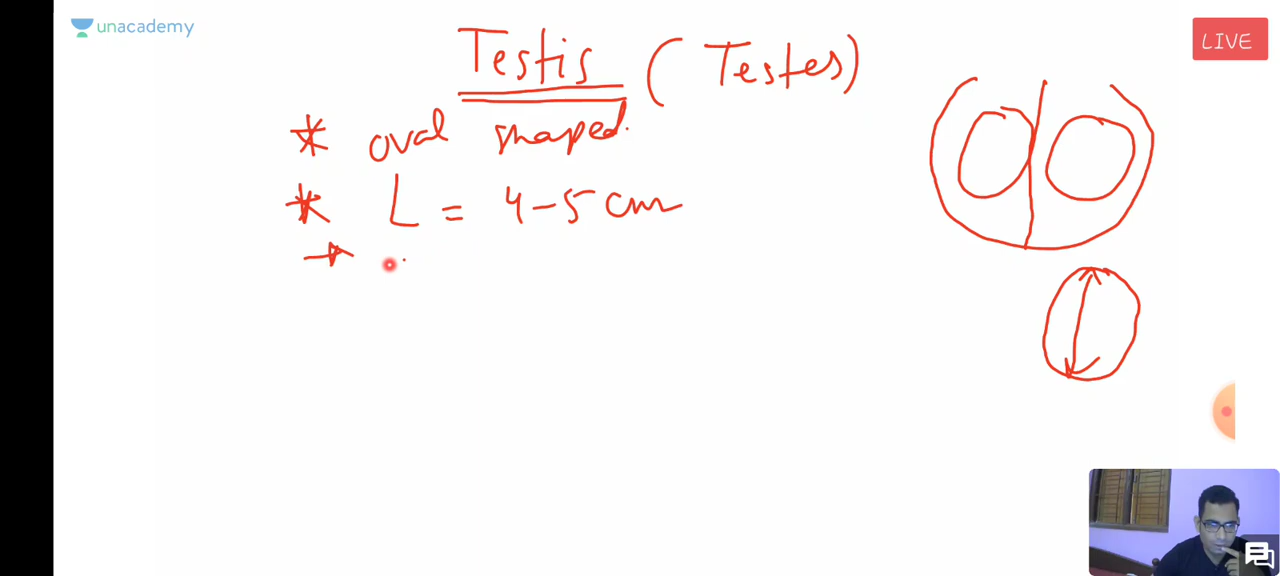 unacademy
LIVE
Testis (Testes)
* oval shaped.
* L = 4-5 cm
→